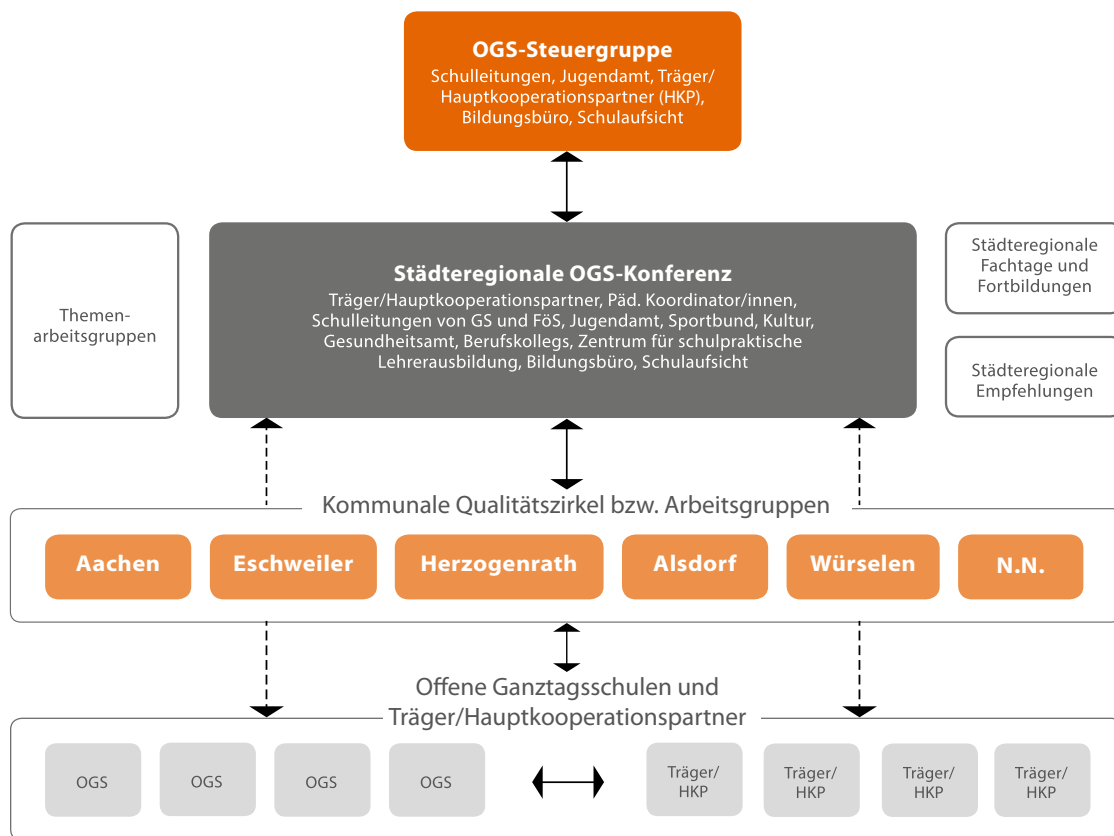 OGS-Steuergruppe
Schulleitungen, Jugendamt, Träger/
Hauptkooperationspartner (HKP),
Bildungsbüro, Schulaufsicht
Themen-
arbeitsgruppen
Städteregionale OGS-Konferenz
Träger/Hauptkooperationspartner, Päd. Koordinator/innen,
Schulleitungen von GS und FöS, Jugendamt, Sportbund, Kultur,
Gesundheitsamt, Berufskollegs, Zentrum für schulpraktische
Lehrerausbildung, Bildungsbüro, Schulaufsicht
Städteregionale
Fachtage und
Fortbildungen
Städteregionale
Empfehlungen
Kommunale Qualitätszirkel bzw. Arbeitsgruppen
Aachen
Eschweiler
Herzogenrath
Alsdorf
Würselen
N.N.
Offene Ganztagsschulen und
Träger/Hauptkooperationspartner
OGS
OGS
OGS
OGS
Träger/
HKP
Träger/
HKP
Träger/
HKP
Träger/
HKP